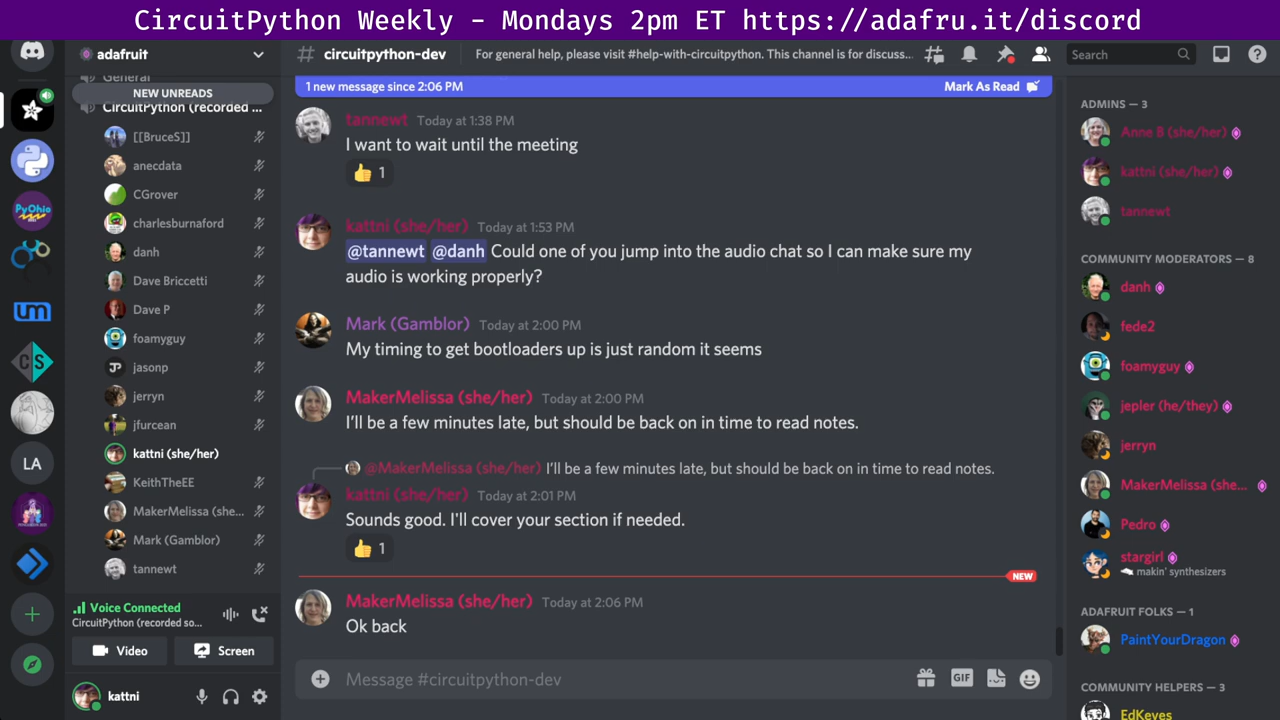 CircuitPython Weekly - Mondays 2pm ET https://adafru.it/discord
adafruit
General
NEW UNREADS
CircuitPython (recorded ...
[[BruceS]]
anecdata
CGrover
charlesburnaford
danh
Dave Briccetti
Dave P
foamyguy
jasonp
jerryn
jfurcean
kattni (she/her)
KeithTheEE
MakerMelissa (she...
Mark (Gamblor)
tannewt
Voice Connected
CircuitPython (recorded so...
Video
Screen
kattni
PyOhio
um
CS
LA
# circuitpython-dev
For general help, please visit #help-with-circuitpython. This channel is for discuss...
Search
1 new message since 2:06 PM
Mark As Read
tannewt Today at 1:38 PM
I want to wait until the meeting
👍 1
kattni (she/her) Today at 1:53 PM
@tannewt @danh Could one of you jump into the audio chat so I can make sure my
audio is working properly?
Mark (Gamblor) Today at 2:00 PM
My timing to get bootloaders up is just random it seems
MakerMelissa (she/her) Today at 2:00 PM
I'll be a few minutes late, but should be back on in time to read notes.
@MakerMelissa (she/her) I'll be a few minutes late, but should be back on in time to read notes.
kattni (she/her) Today at 2:01 PM
Sounds good. I'll cover your section if needed.
👍 1
NEW
MakerMelissa (she/her) Today at 2:06 PM
Ok back
Message #circuitpython-dev
GIF
ADMINS — 3
Anne B (she/her)
kattni (she/her)
tannewt
COMMUNITY MODERATORS — 8
danh
fede2
foamyguy
jepler (he/they)
jerryn
MakerMelissa (she...
Pedro
stargirl
makin' synthesizers
ADAFRUIT FOLKS — 1
PaintYourDragon
COMMUNITY HELPERS — 3
EdKeyes